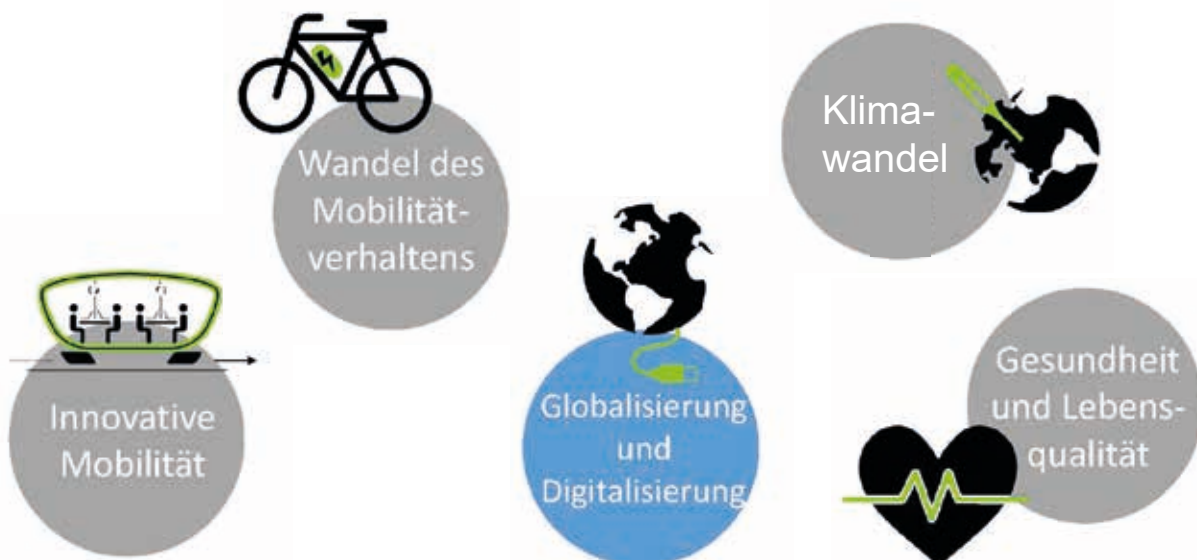 Wandel des
Mobilität-
verhaltens
Klima-
wandel
Innovative
Mobilität
Globalisierung
und
Digitalisierung
Gesundheit
und Lebens-
qualität